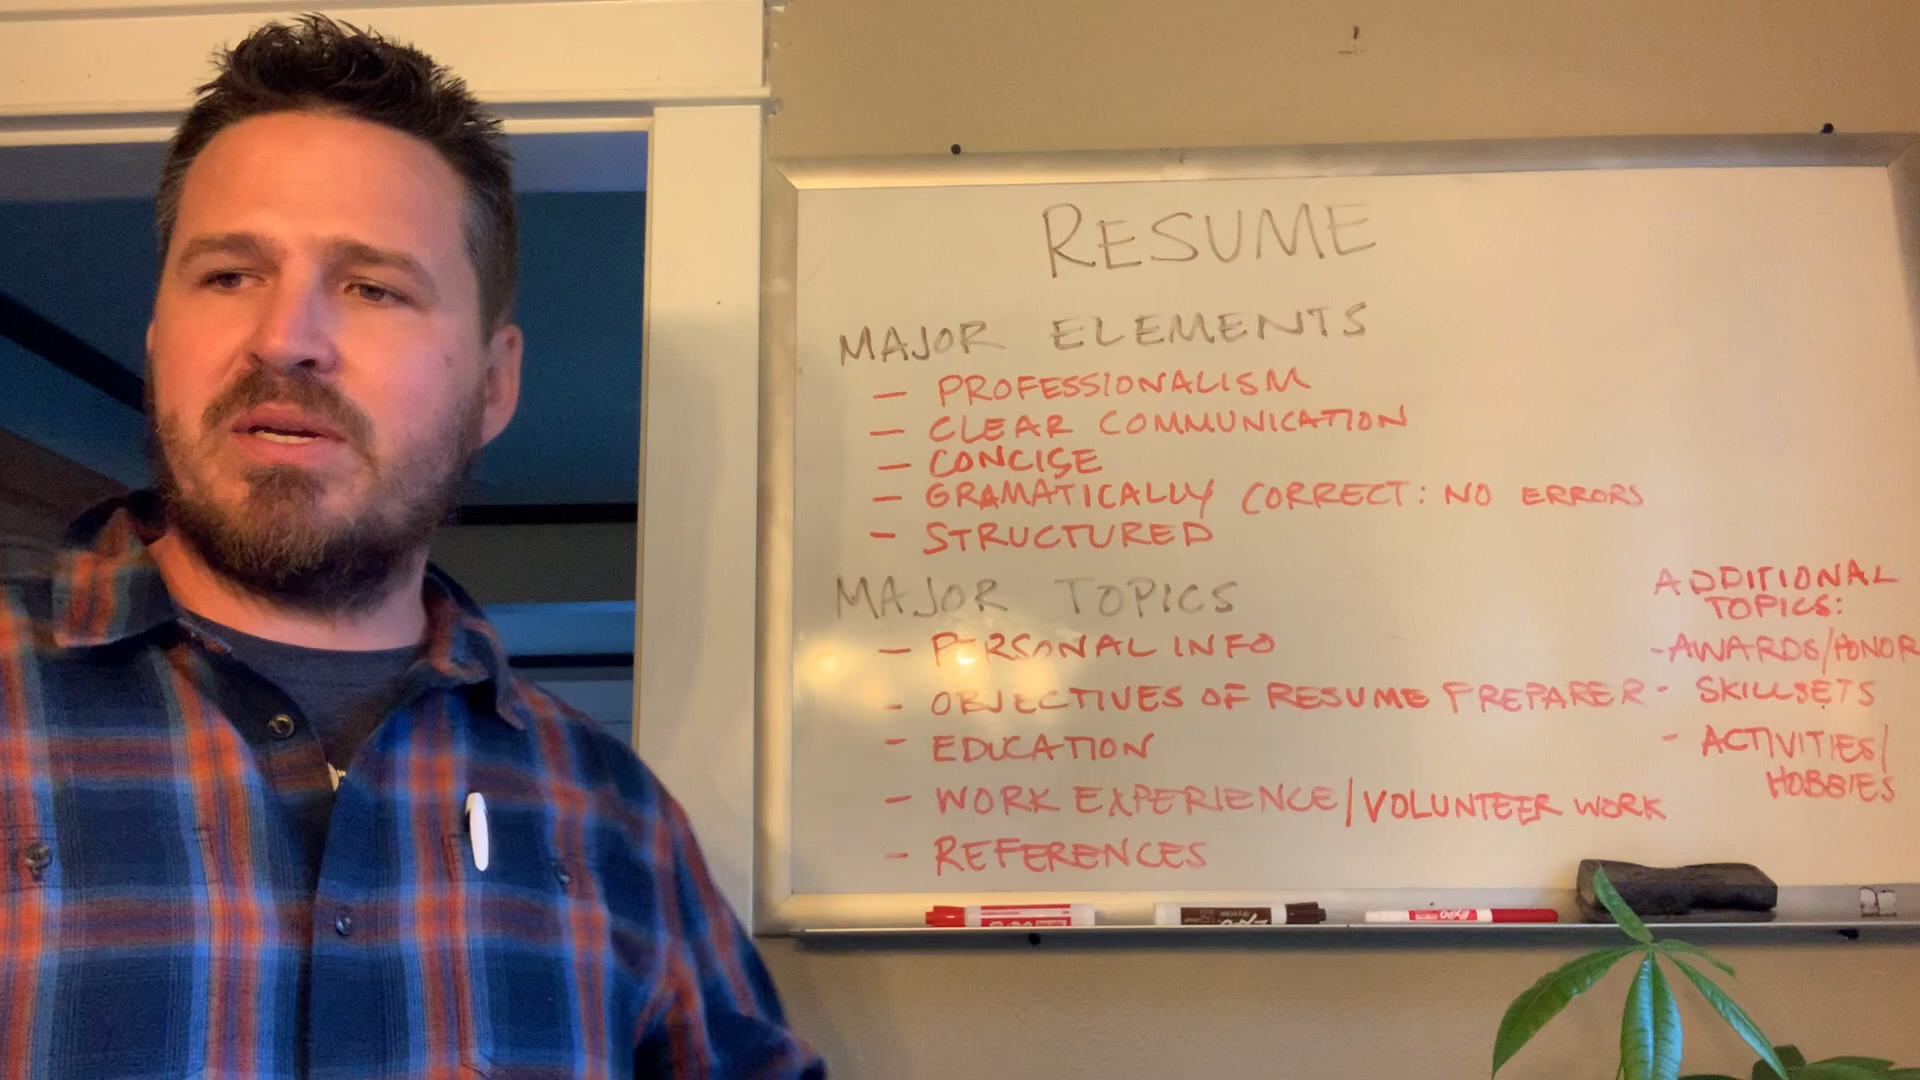 RESUME
MAJOR ELEMENTS
— PROFESSIONALISM
— CLEAR COMMUNICATION
— CONCISE
— GRAMATICALLY CORRECT: NO ERRORS
— STRUCTURED
MAJOR TOPICS
— PERSONAL INFO
- OBJECTIVES OF RESUME PREPARER
- EDUCATION
- WORK EXPERIENCE/VOLUNTEER WORK
- REFERENCES
ADDITIONAL
TOPICS:
- AWARDS/HONOR
- SKILLSETS
- ACTIVITIES/
HOBBIES
EXPO